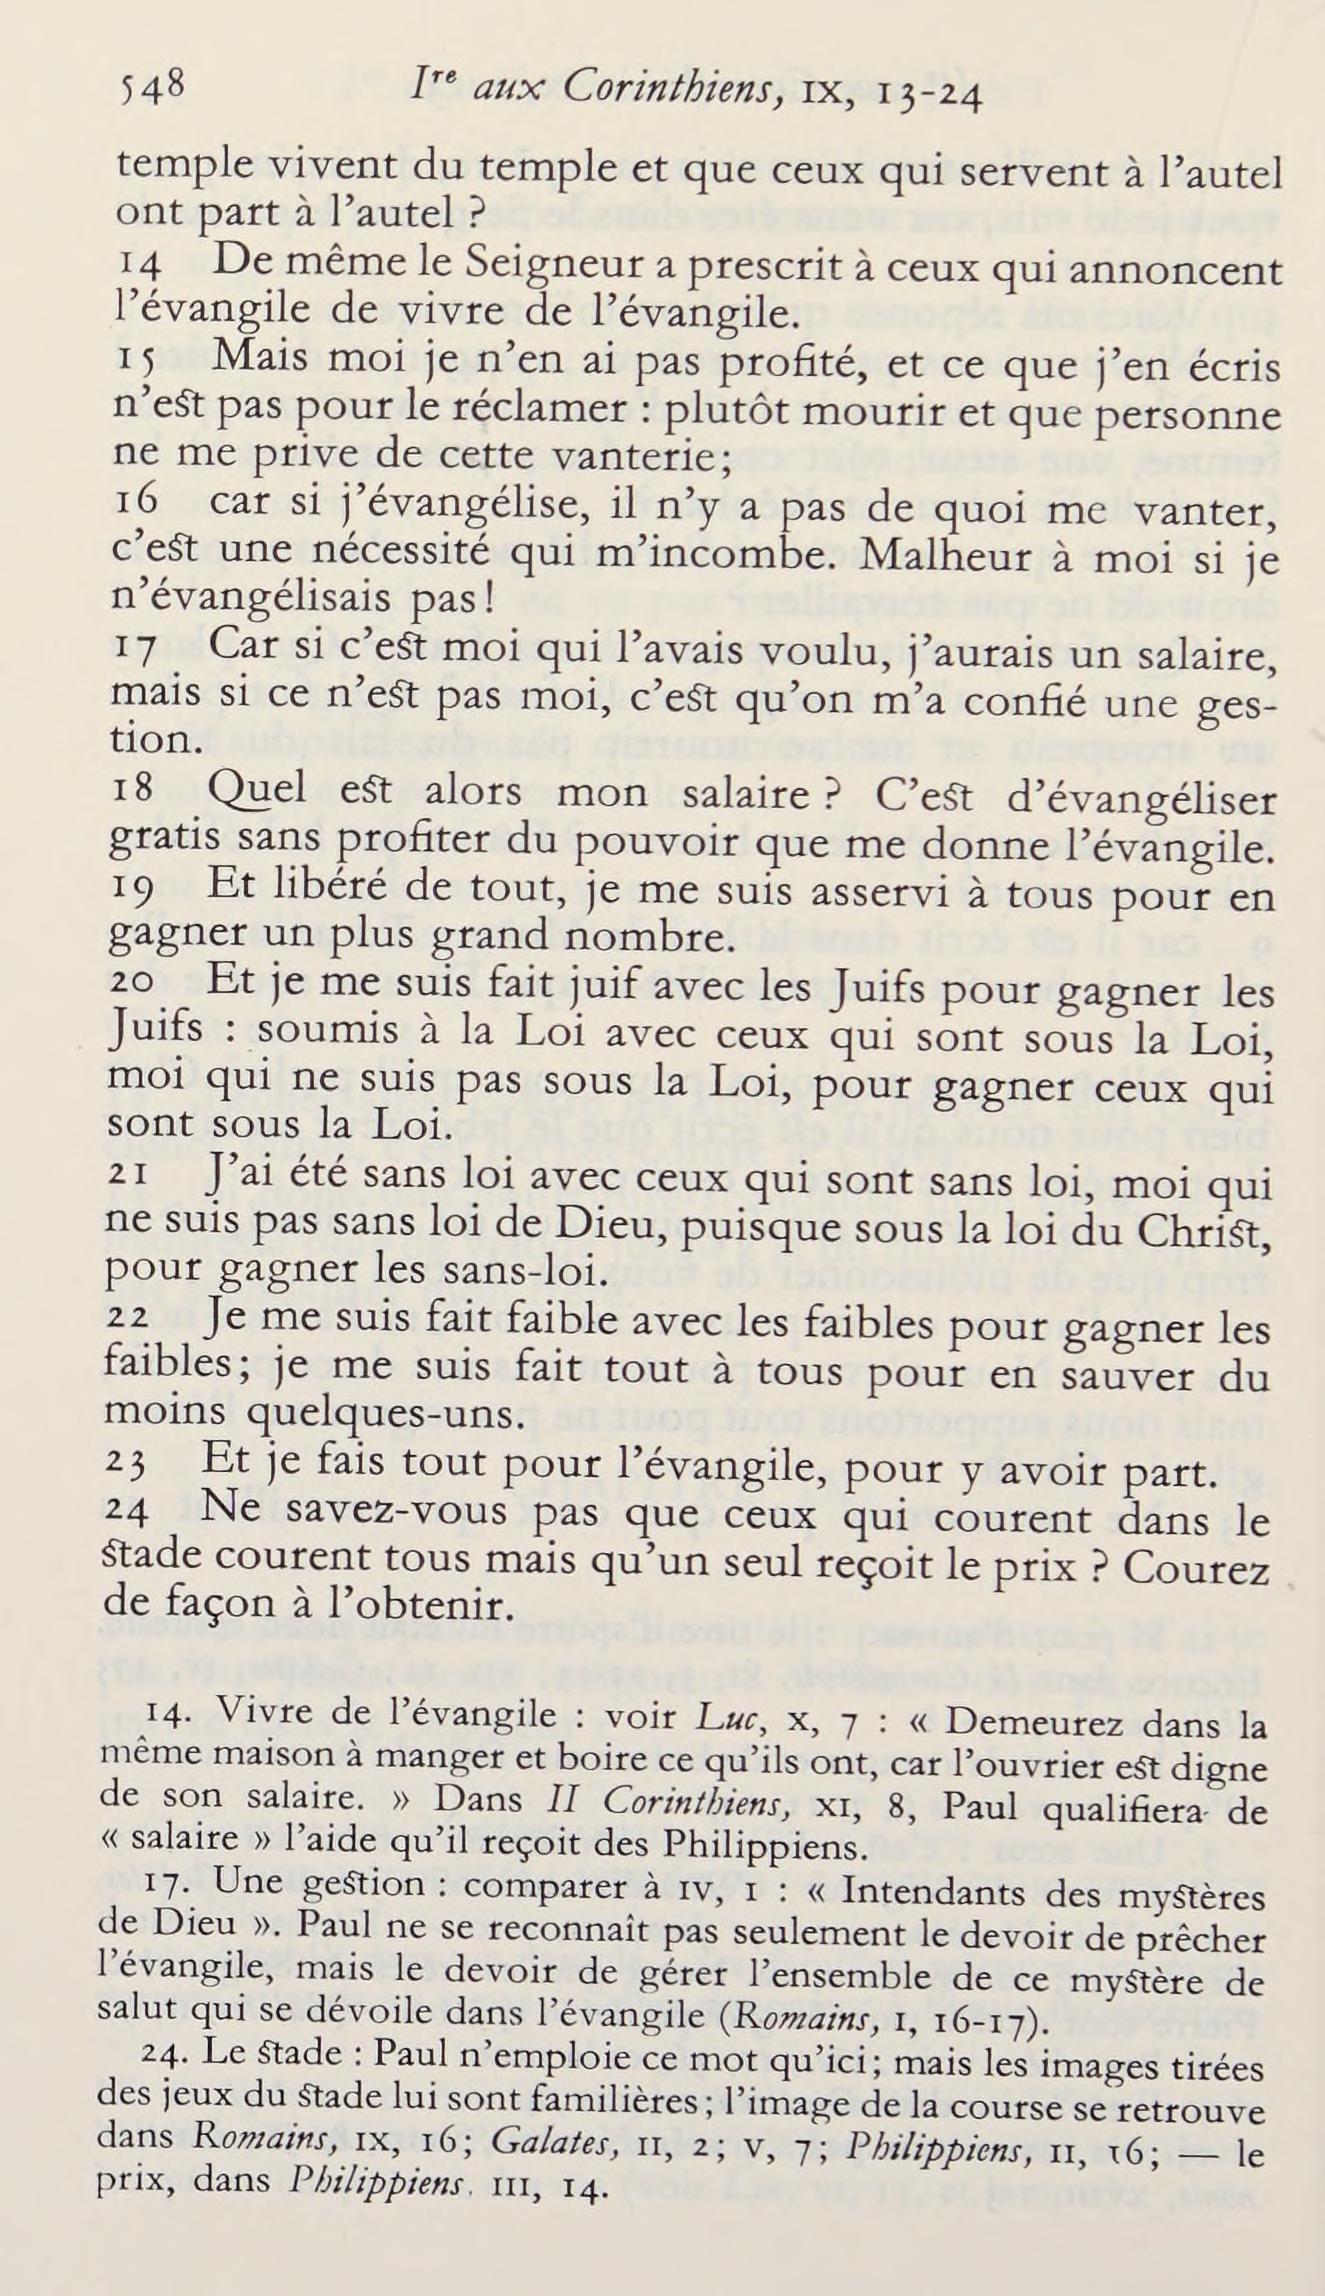 548 Iʳᵉ aux Corinthiens, IX, 13-24
temple vivent du temple et que ceux qui servent à l’autel
ont part à l’autel ?
14 De même le Seigneur a prescrit à ceux qui annoncent
l’évangile de vivre de l’évangile.
15 Mais moi je n’en ai pas profité, et ce que j’en écris
n’est pas pour le réclamer : plutôt mourir et que personne
ne me prive de cette vanterie;
16 car si j’évangélise, il n’y a pas de quoi me vanter,
c’est une nécessité qui m’incombe. Malheur à moi si je
n’évangélisais pas!
17 Car si c’est moi qui l’avais voulu, j’aurais un salaire,
mais si ce n’est pas moi, c’est qu’on m’a confié une ges-
tion.
18 Quel est alors mon salaire ? C’est d’évangéliser
gratis sans profiter du pouvoir que me donne l’évangile.
19 Et libéré de tout, je me suis asservi à tous pour en
gagner un plus grand nombre.
20 Et je me suis fait juif avec les Juifs pour gagner les
Juifs : soumis à la Loi avec ceux qui sont sous la Loi,
moi qui ne suis pas sous la Loi, pour gagner ceux qui
sont sous la Loi.
21 J’ai été sans loi avec ceux qui sont sans loi, moi qui
ne suis pas sans loi de Dieu, puisque sous la loi du Christ,
pour gagner les sans-loi.
22 Je me suis fait faible avec les faibles pour gagner les
faibles; je me suis fait tout à tous pour en sauver du
moins quelques-uns.
23 Et je fais tout pour l’évangile, pour y avoir part.
24 Ne savez-vous pas que ceux qui courent dans le
stade courent tous mais qu’un seul reçoit le prix ? Courez
de façon à l’obtenir.
14. Vivre de l’évangile : voir Luc, X, 7 : « Demeurez dans la
même maison à manger et boire ce qu’ils ont, car l’ouvrier est digne
de son salaire. » Dans II Corinthiens, XI, 8, Paul qualifiera de
« salaire » l’aide qu’il reçoit des Philippiens.
17. Une gestion : comparer à IV, 1 : « Intendants des mystères
de Dieu ». Paul ne se reconnaît pas seulement le devoir de prêcher
l’évangile, mais le devoir de gérer l’ensemble de ce mystère de
salut qui se dévoile dans l’évangile (Romains, I, 16-17).
24. Le stade : Paul n’emploie ce mot qu’ici; mais les images tirées
des jeux du stade lui sont familières; l’image de la course se retrouve
dans Romains, IX, 16; Galates, II, 2; V, 7; Philippiens, II, 16; — le
prix, dans Philippiens, III, 14.